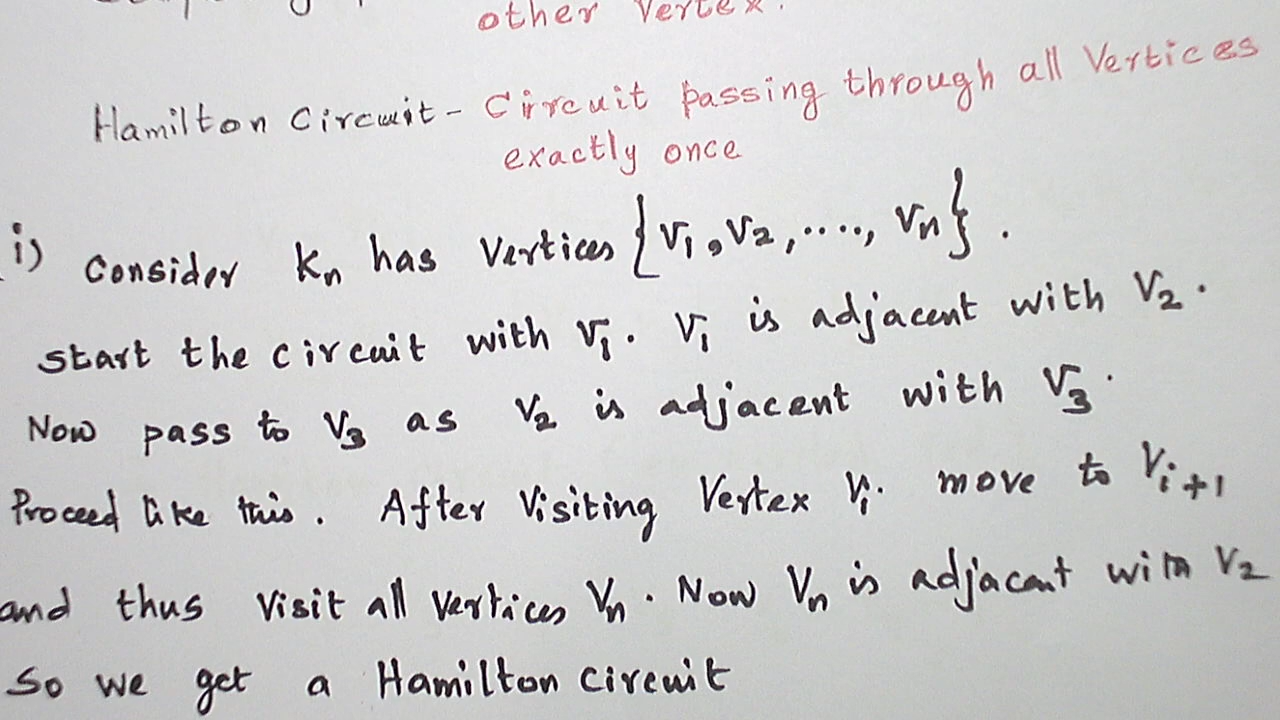 other Vertex.
Hamilton Circuit - Circuit passing through all Vertices
exactly once
i) Consider Kn has Vertices {V1, V2, ...., Vn}.
Start the circuit with V1. V1 is adjacent with V2.
Now pass to V3 as V2 is adjacent with V3.
Proceed like this. After Visiting Vertex Vi move to Vi+1
and thus Visit all Vertices Vn. Now Vn is adjacent with V2
So we get a Hamilton Circuit